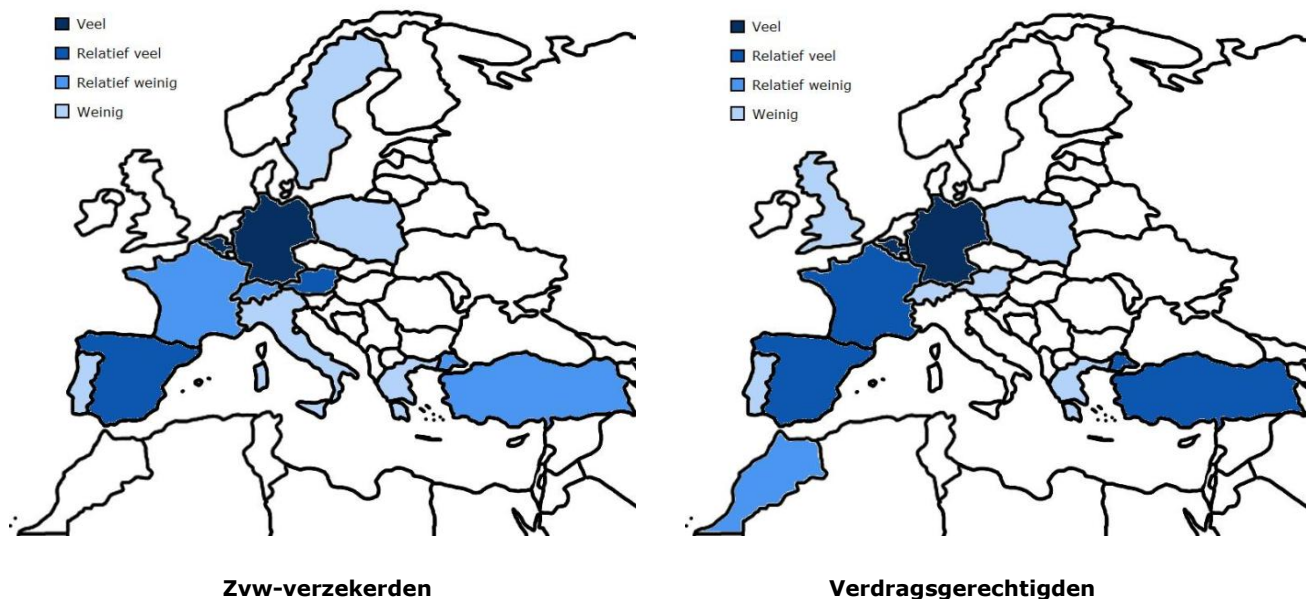 Veel
Relatief veel
Relatief weinig
Weinig
Veel
Relatief veel
Relatief weinig
Weinig
Zvw-verzekerden
Verdragsgerechtigden